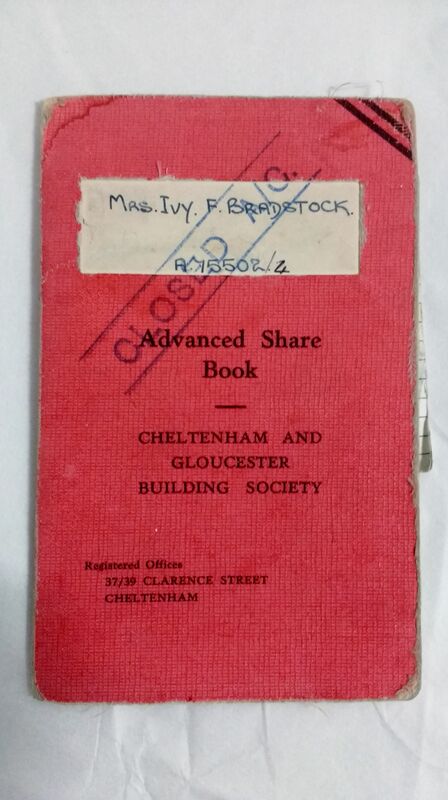 MRS. IVY. F. BRADSTOCK.
A.15502/2
CLOSED A/C.
Advanced Share
Book
CHELTENHAM AND
GLOUCESTER
BUILDING SOCIETY
Registered Offices
37/39 CLARENCE STREET
CHELTENHAM